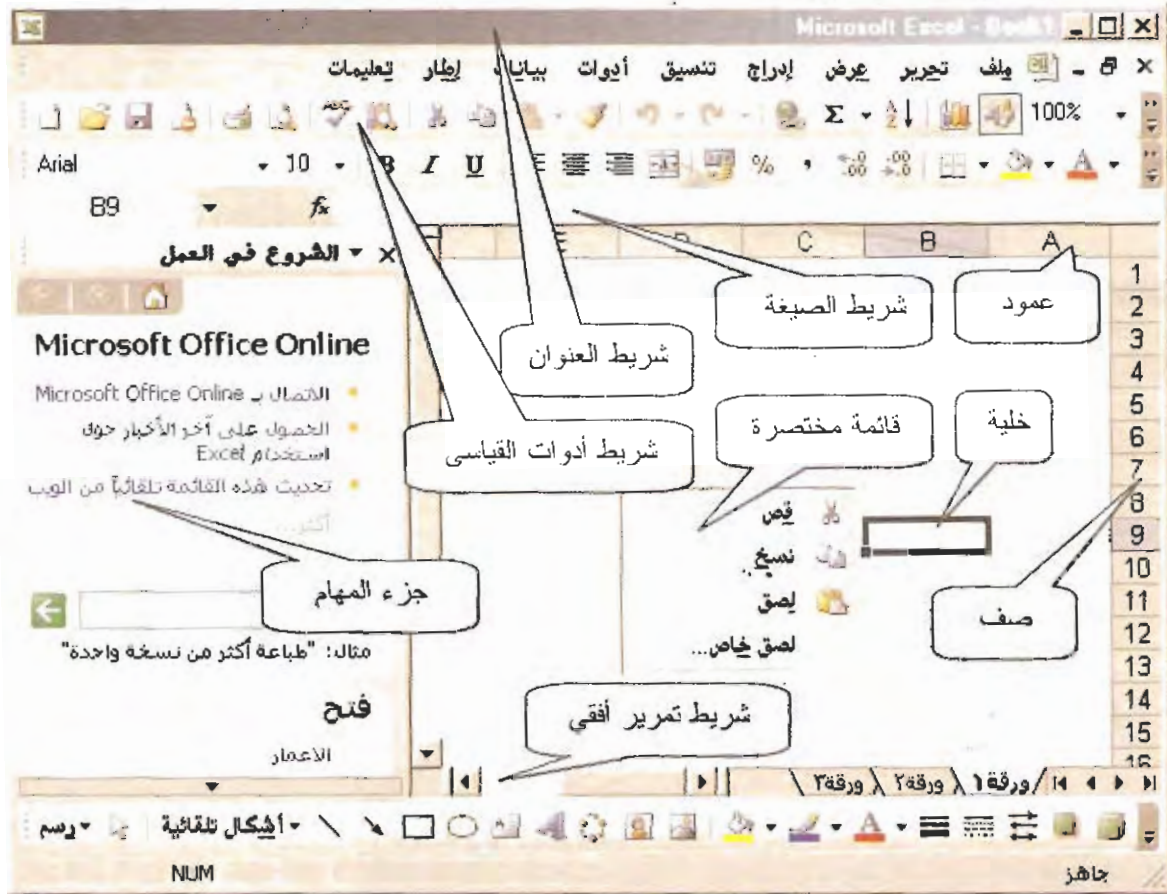 Microsoft Excel - Book1
ملف تحرير عرض إدراج تنسيق أدوات بيانات إطار تعليمات
100%
Arial 10 B I U % ,
B9 fx
الشروع في العمل
A B C D E
Microsoft Office Online
الاتصال بـ Microsoft Office Online
الحصول على آخر الأخبار حول
استخدام Excel
تحديث هذه القائمة تلقائياً من الويب
أكثر...
مثال: "طباعة أكثر من نسخة واحدة"
فتح
الاعمار
1
2
3
4
5
6
7
8
9
10
11
12
13
14
15
16
عمود
شريط الصيغة
شريط العنوان
خلية
قائمة مختصرة
شريط أدوات القياسى
قص
نسخ
لصق
لصق خاص...
جزء المهام
صف
شريط تمرير أفقي
ورقة١ ورقة٢ ورقة٣
رسم أشكال تلقائية
جاهز NUM